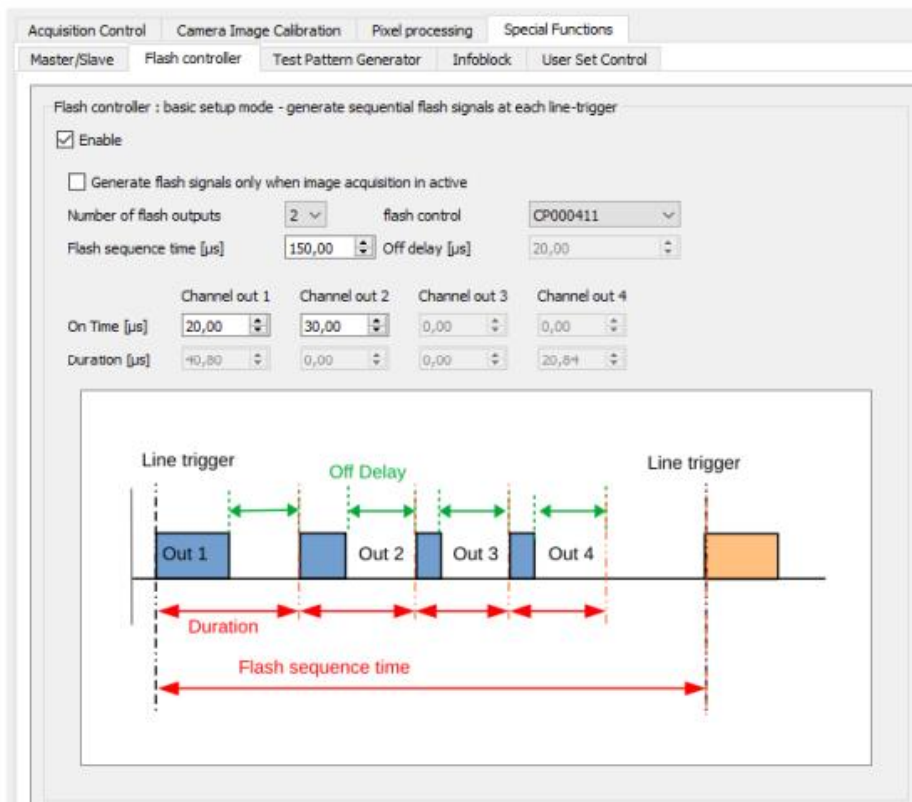 Acquisition Control Camera Image Calibration Pixel processing Special Functions
Master/Slave Flash controller Test Pattern Generator Infoblock User Set Control
Flash controller : basic setup mode - generate sequential flash signals at each line-trigger
Enable
Generate flash signals only when image acquisition in active
Number of flash outputs 2 flash control CP000411
Flash sequence time [µs] 150,00 Off delay [µs] 20,00
Channel out 1 Channel out 2 Channel out 3 Channel out 4
On Time [µs] 20,00 30,00 0,00 0,00
Duration [µs] 40,80 0,00 0,00 20,84
Line trigger Off Delay Line trigger
Out 1 Out 2 Out 3 Out 4
Duration
Flash sequence time